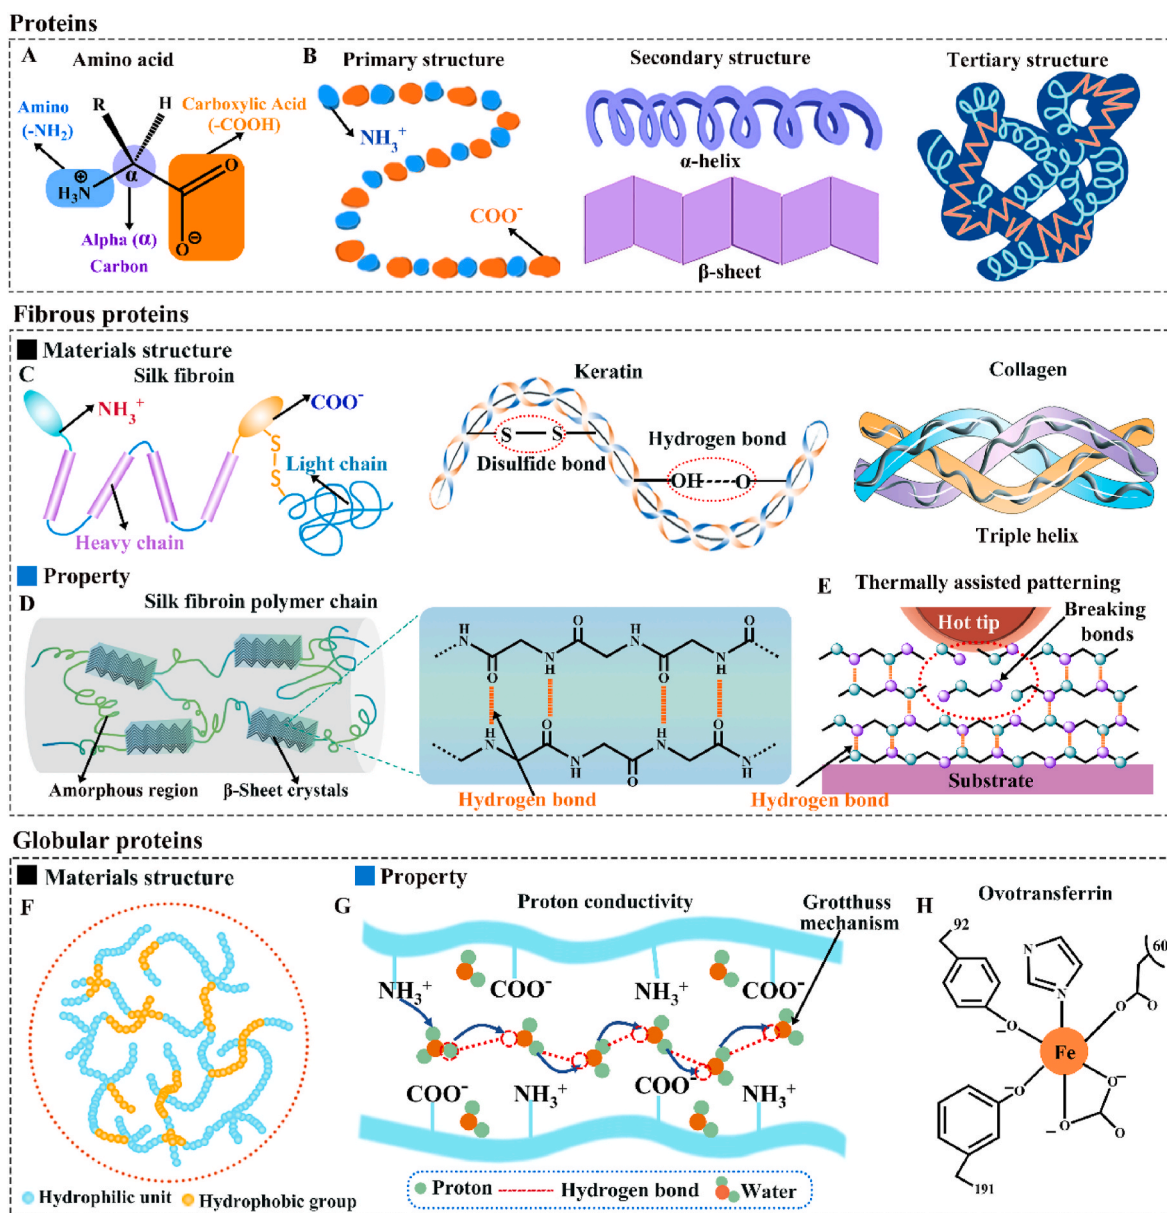 Proteins
A
Amino acid
R
H
Amino
(-NH₂)
Carboxylic Acid
(-COOH)
⊕
H₃N
α
O
O
⊖
Alpha (α)
Carbon
B
Primary structure
NH₃⁺
COO⁻
Secondary structure
α-helix
β-sheet
Tertiary structure
Fibrous proteins
Materials structure
C
Silk fibroin
NH₃⁺
COO⁻
S
S
Light chain
Heavy chain
Keratin
S
S
Disulfide bond
Hydrogen bond
OH
O
Collagen
Triple helix
Property
D
Silk fibroin polymer chain
Amorphous region
β-Sheet crystals
H
N
O
N
H
O
H
N
O
N
H
O
H
N
O
N
H
O
H
N
O
N
H
Hydrogen bond
E
Thermally assisted patterning
Hot tip
Breaking
bonds
Substrate
Hydrogen bond
Globular proteins
Materials structure
F
Hydrophilic unit
Hydrophobic group
Property
G
Proton conductivity
Grotthuss
mechanism
NH₃⁺
COO⁻
NH₃⁺
COO⁻
COO⁻
NH₃⁺
COO⁻
NH₃⁺
Proton
Hydrogen bond
Water
H
Ovotransferrin
92
60
N
N
O
O
O
Fe
O
O
O
O
191